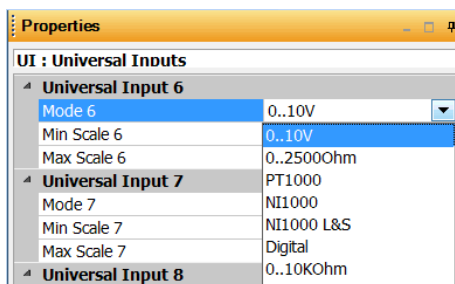 Properties
UI : Universal Inputs
Universal Input 6
Mode 6 0..10V
Min Scale 6 0..10V
Max Scale 6 0..2500Ohm
Universal Input 7 PT1000
Mode 7 NI1000
Min Scale 7 NI1000 L&S
Max Scale 7 Digital
Universal Input 8 0..10KOhm